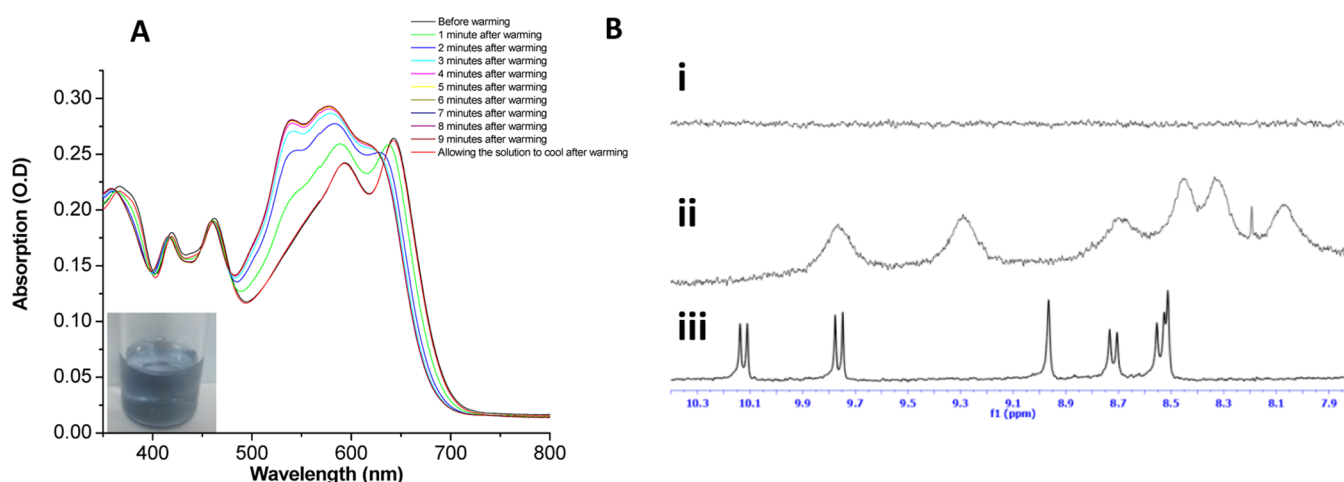 A
Before warming
1 minute after warming
2 minutes after warming
3 minutes after warming
4 minutes after warming
5 minutes after warming
6 minutes after warming
7 minutes after warming
8 minutes after warming
9 minutes after warming
Allowing the solution to cool after warming
Absorption (O.D)
0.30
0.25
0.20
0.15
0.10
0.05
0.00
400 500 600 700 800
Wavelength (nm)
B
i
ii
iii
10.3 10.1 9.9 9.7 9.5 9.3 9.1 8.9 8.7 8.5 8.3 8.1 7.9
f1 (ppm)